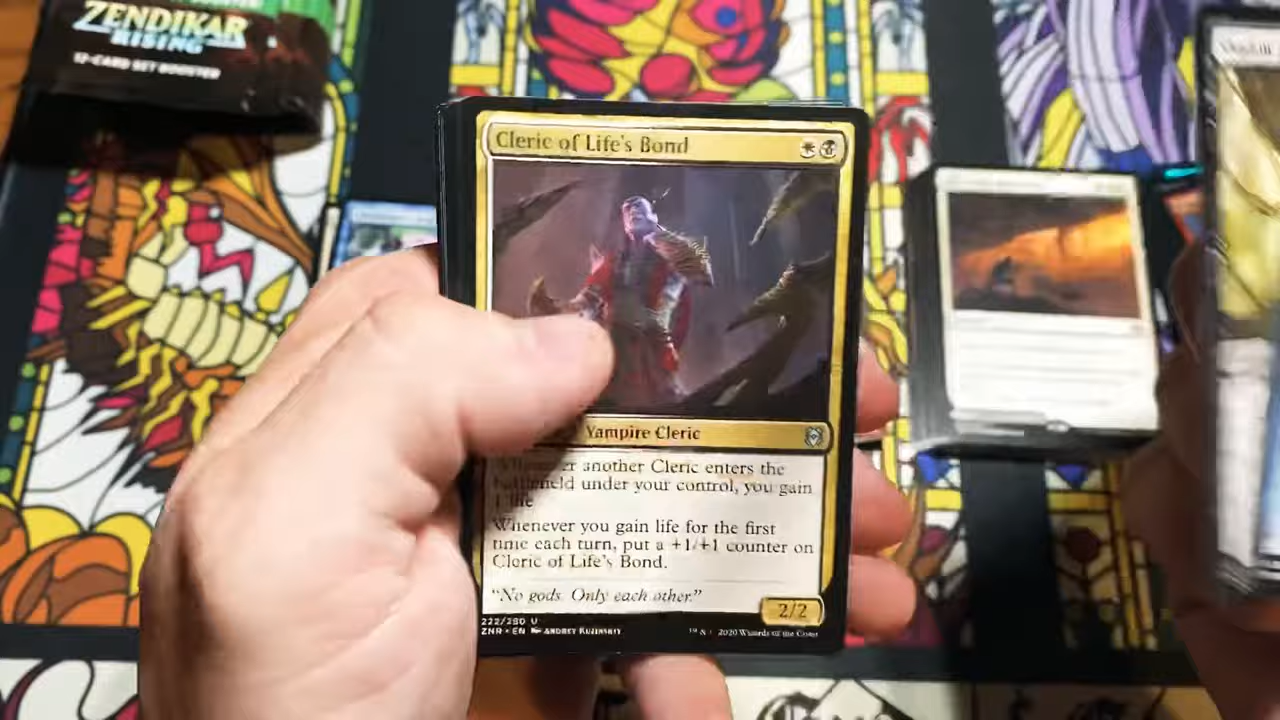 ZENDIKAR
RISING
12-CARD SET BOOSTER
Cleric of Life's Bond
Vampire Cleric
another Cleric enters the
under your control, you gain
Whenever you gain life for the first
time each turn, put a +1/+1 counter on
Cleric of Life's Bond.
"No gods. Only each other."
2/2
222/280 U
ZNR • EN
™ & © 2020 Wizards of the Coast